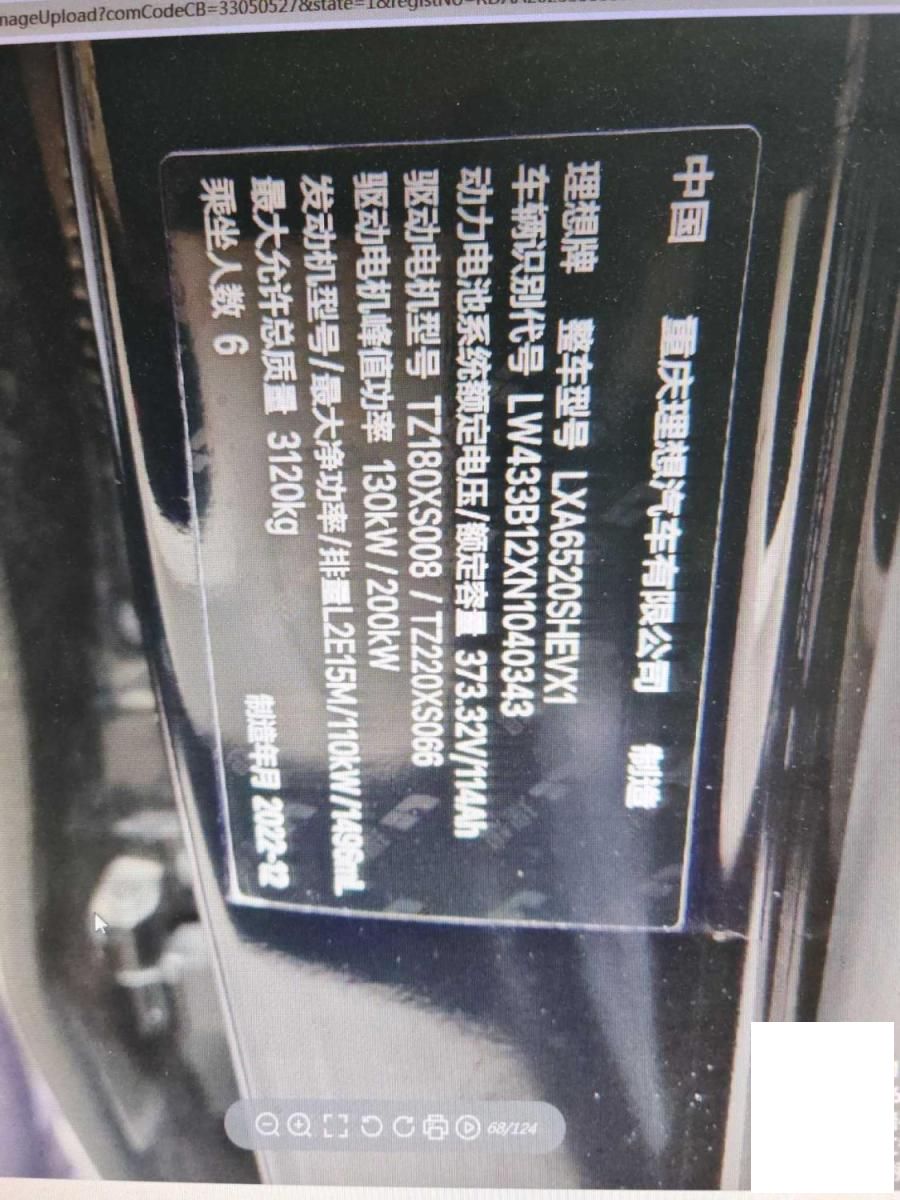 nageUpload?comCodeCB=33050527&state=1&registNo=RDAA202
中国 重庆理想汽车有限公司 制造
理想牌 整车型号 LXA6520SHEVX1
车辆识别代号 LW433B12XN1040343
动力电池系统额定电压/额定容量 373.32V/114Ah
驱动电机型号 TZ180XS008 / TZ220XS066
驱动电机峰值功率 130kW / 200kW
发动机型号/最大净功率/排量L2E15M/110kW/1496mL
最大允许总质量 3120kg
乘坐人数 6 制造年月 2022-12
68/124